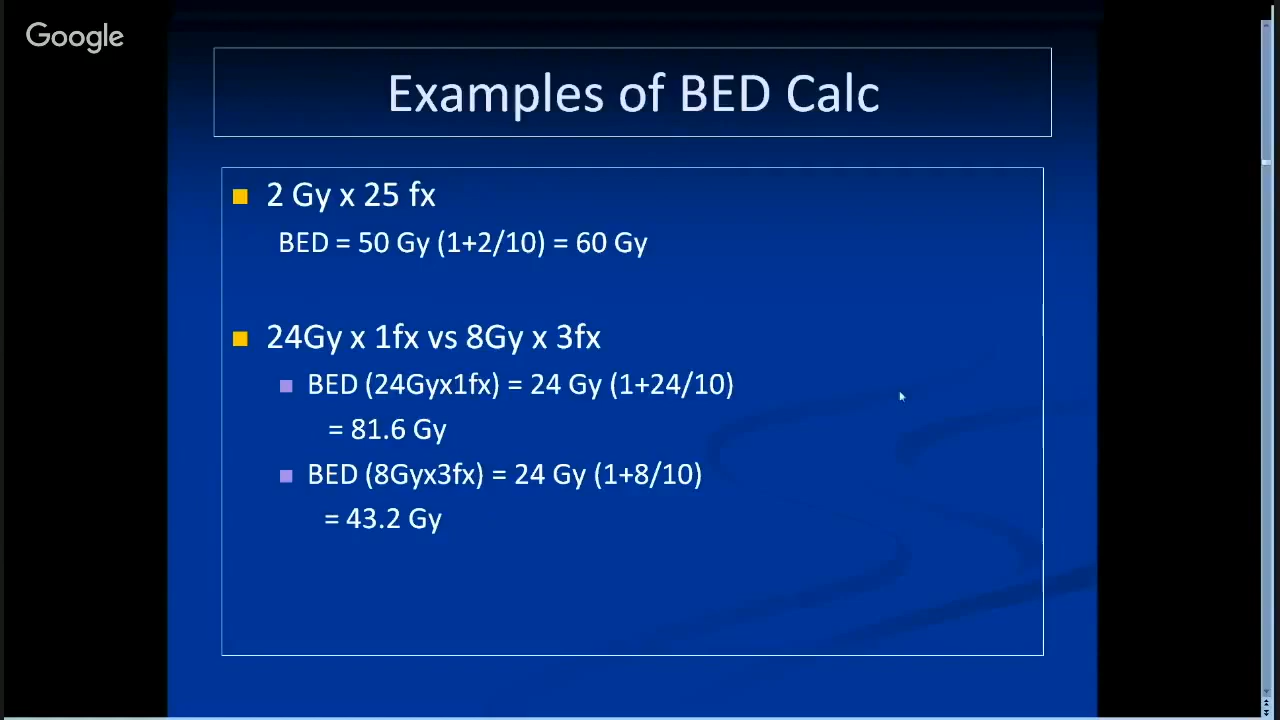 Google
Examples of BED Calc
2 Gy x 25 fx
BED = 50 Gy (1+2/10) = 60 Gy
24Gy x 1fx vs 8Gy x 3fx
BED (24Gyx1fx) = 24 Gy (1+24/10)
= 81.6 Gy
BED (8Gyx3fx) = 24 Gy (1+8/10)
= 43.2 Gy